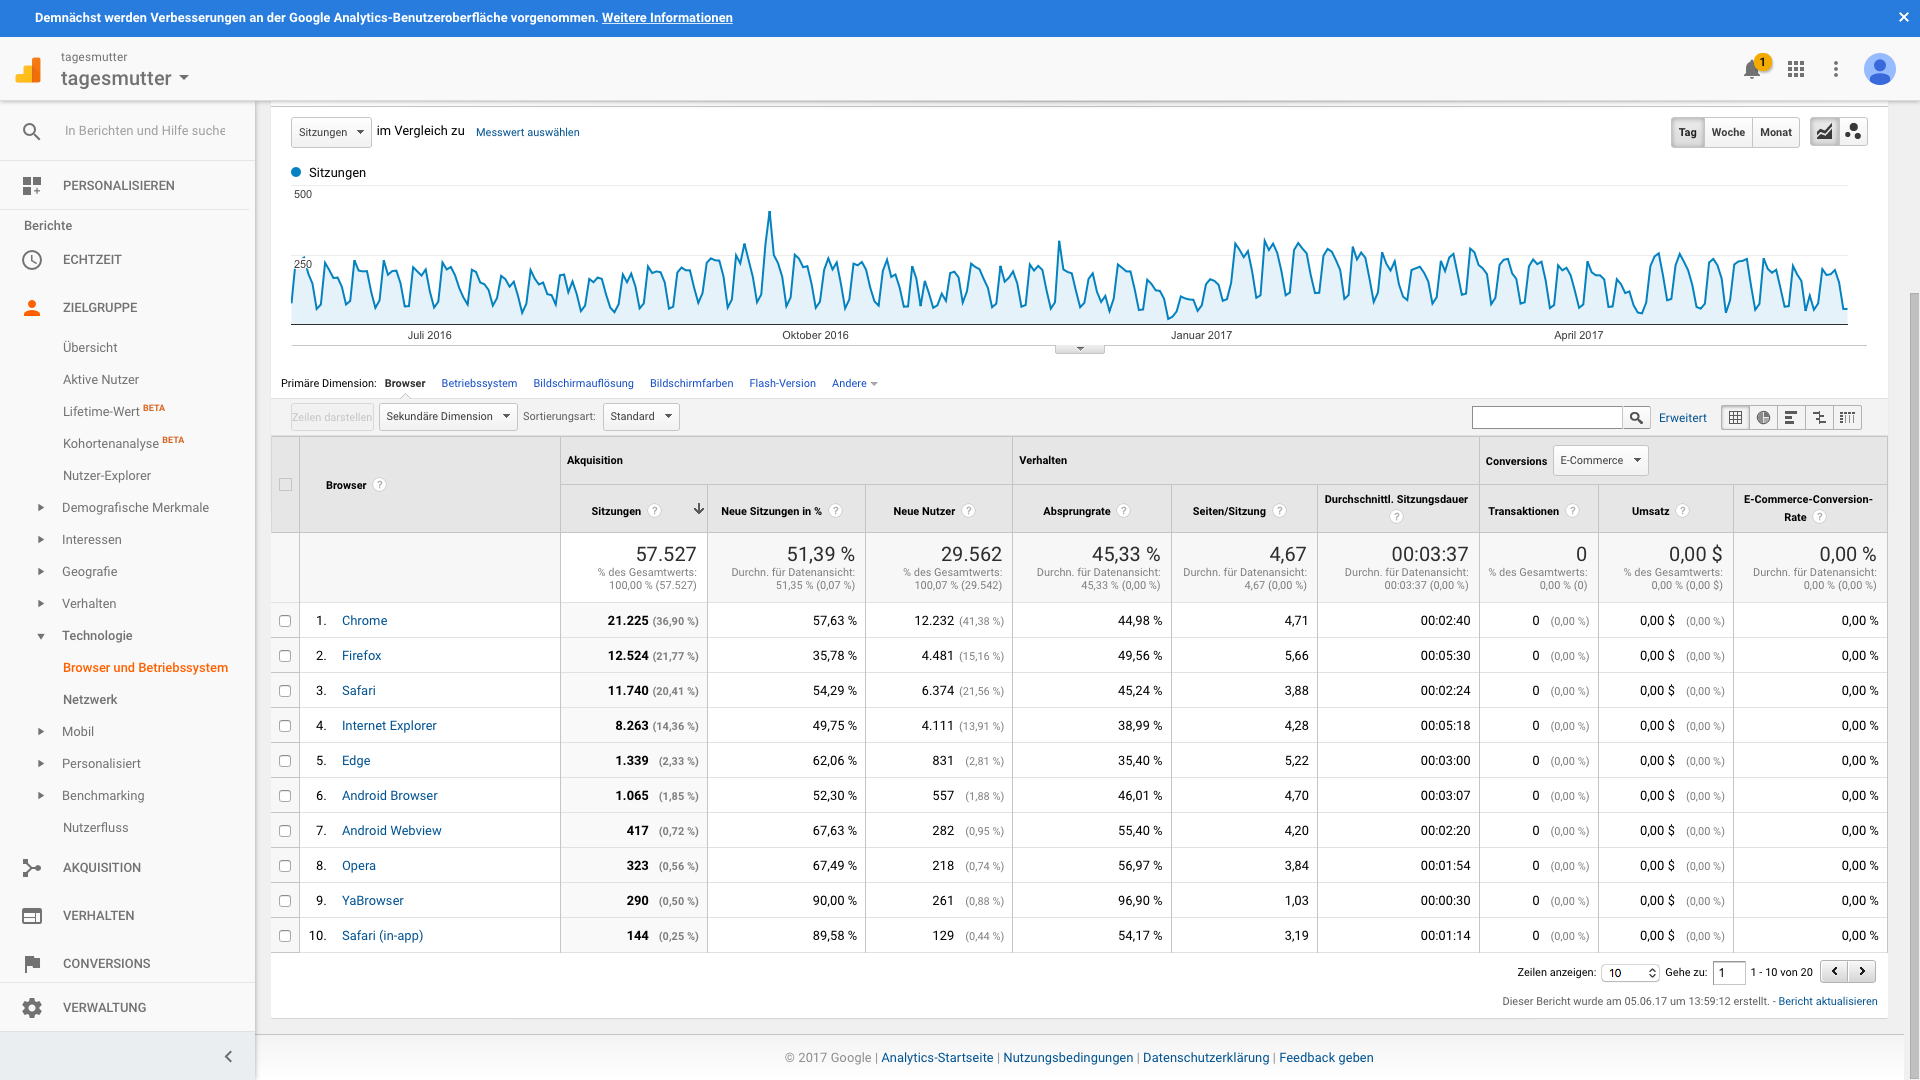 Demnächst werden Verbesserungen an der Google Analytics-Benutzeroberfläche vorgenommen. Weitere Informationen
tagesmutter
tagesmutter
1
In Berichten und Hilfe suche
PERSONALISIEREN
Berichte
ECHTZEIT
ZIELGRUPPE
Übersicht
Aktive Nutzer
Lifetime-Wert BETA
Kohortenanalyse BETA
Nutzer-Explorer
Demografische Merkmale
Interessen
Geografie
Verhalten
Technologie
Browser und Betriebssystem
Netzwerk
Mobil
Personalisiert
Benchmarking
Nutzerfluss
AKQUISITION
VERHALTEN
CONVERSIONS
VERWALTUNG
Sitzungen im Vergleich zu Messwert auswählen
Tag Woche Monat
Sitzungen
500
250
Juli 2016 Oktober 2016 Januar 2017 April 2017
Primäre Dimension: Browser Betriebssystem Bildschirmauflösung Bildschirmfarben Flash-Version Andere
Zeilen darstellen Sekundäre Dimension Sortierungsart: Standard Erweitert
Akquisition Verhalten Conversions E-Commerce
Browser ? Sitzungen ? Neue Sitzungen in % ? Neue Nutzer ? Absprungrate ? Seiten/Sitzung ? Durchschnittl. Sitzungsdauer ? Transaktionen ? Umsatz ? E-Commerce-Conversion-
Rate ?
57.527 51,39 % 29.562 45,33 % 4,67 00:03:37 0 0,00 $ 0,00 %
% des Gesamtwerts: Durchn. für Datenansicht: % des Gesamtwerts: Durchn. für Datenansicht: Durchn. für Datenansicht: Durchn. für Datenansicht: % des Gesamtwerts: % des Gesamtwerts: Durchn. für Datenansicht:
100,00 % (57.527) 51,35 % (0,07 %) 100,07 % (29.542) 45,33 % (0,00 %) 4,67 (0,00 %) 00:03:37 (0,00 %) 0,00 % (0) 0,00 % (0,00 $) 0,00 % (0,00 %)
1. Chrome 21.225 (36,90 %) 57,63 % 12.232 (41,38 %) 44,98 % 4,71 00:02:40 0 (0,00 %) 0,00 $ (0,00 %) 0,00 %
2. Firefox 12.524 (21,77 %) 35,78 % 4.481 (15,16 %) 49,56 % 5,66 00:05:30 0 (0,00 %) 0,00 $ (0,00 %) 0,00 %
3. Safari 11.740 (20,41 %) 54,29 % 6.374 (21,56 %) 45,24 % 3,88 00:02:24 0 (0,00 %) 0,00 $ (0,00 %) 0,00 %
4. Internet Explorer 8.263 (14,36 %) 49,75 % 4.111 (13,91 %) 38,99 % 4,28 00:05:18 0 (0,00 %) 0,00 $ (0,00 %) 0,00 %
5. Edge 1.339 (2,33 %) 62,06 % 831 (2,81 %) 35,40 % 5,22 00:03:00 0 (0,00 %) 0,00 $ (0,00 %) 0,00 %
6. Android Browser 1.065 (1,85 %) 52,30 % 557 (1,88 %) 46,01 % 4,70 00:03:07 0 (0,00 %) 0,00 $ (0,00 %) 0,00 %
7. Android Webview 417 (0,72 %) 67,63 % 282 (0,95 %) 55,40 % 4,20 00:02:20 0 (0,00 %) 0,00 $ (0,00 %) 0,00 %
8. Opera 323 (0,56 %) 67,49 % 218 (0,74 %) 56,97 % 3,84 00:01:54 0 (0,00 %) 0,00 $ (0,00 %) 0,00 %
9. YaBrowser 290 (0,50 %) 90,00 % 261 (0,88 %) 96,90 % 1,03 00:00:30 0 (0,00 %) 0,00 $ (0,00 %) 0,00 %
10. Safari (in-app) 144 (0,25 %) 89,58 % 129 (0,44 %) 54,17 % 3,19 00:01:14 0 (0,00 %) 0,00 $ (0,00 %) 0,00 %
Zeilen anzeigen: 10 Gehe zu: 1 1 - 10 von 20
Dieser Bericht wurde am 05.06.17 um 13:59:12 erstellt. - Bericht aktualisieren
© 2017 Google | Analytics-Startseite | Nutzungsbedingungen | Datenschutzerklärung | Feedback geben